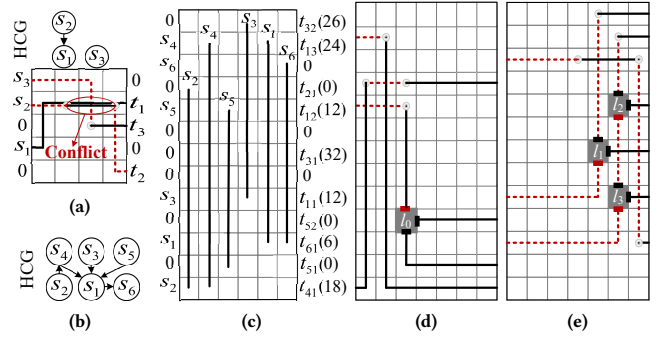 HCG
s2
s1 s3
s3 0
s2 t1
0 t3
s1 Conflict 0
0 t2
(a)
HCG
s4 s3 s5
s2 s1 s6
(b)
0 t32(26)
s4 t13(24)
s6 0
0 t21(0)
s5 t12(12)
0 0
0 t31(32)
0 0
s3 t11(12)
0 t52(0)
s1 t61(6)
0 t51(0)
s2 t41(18)
s2 s4 s5 s3 s1 s6
(c)
l0
(d)
l2
l1
l3
(e)